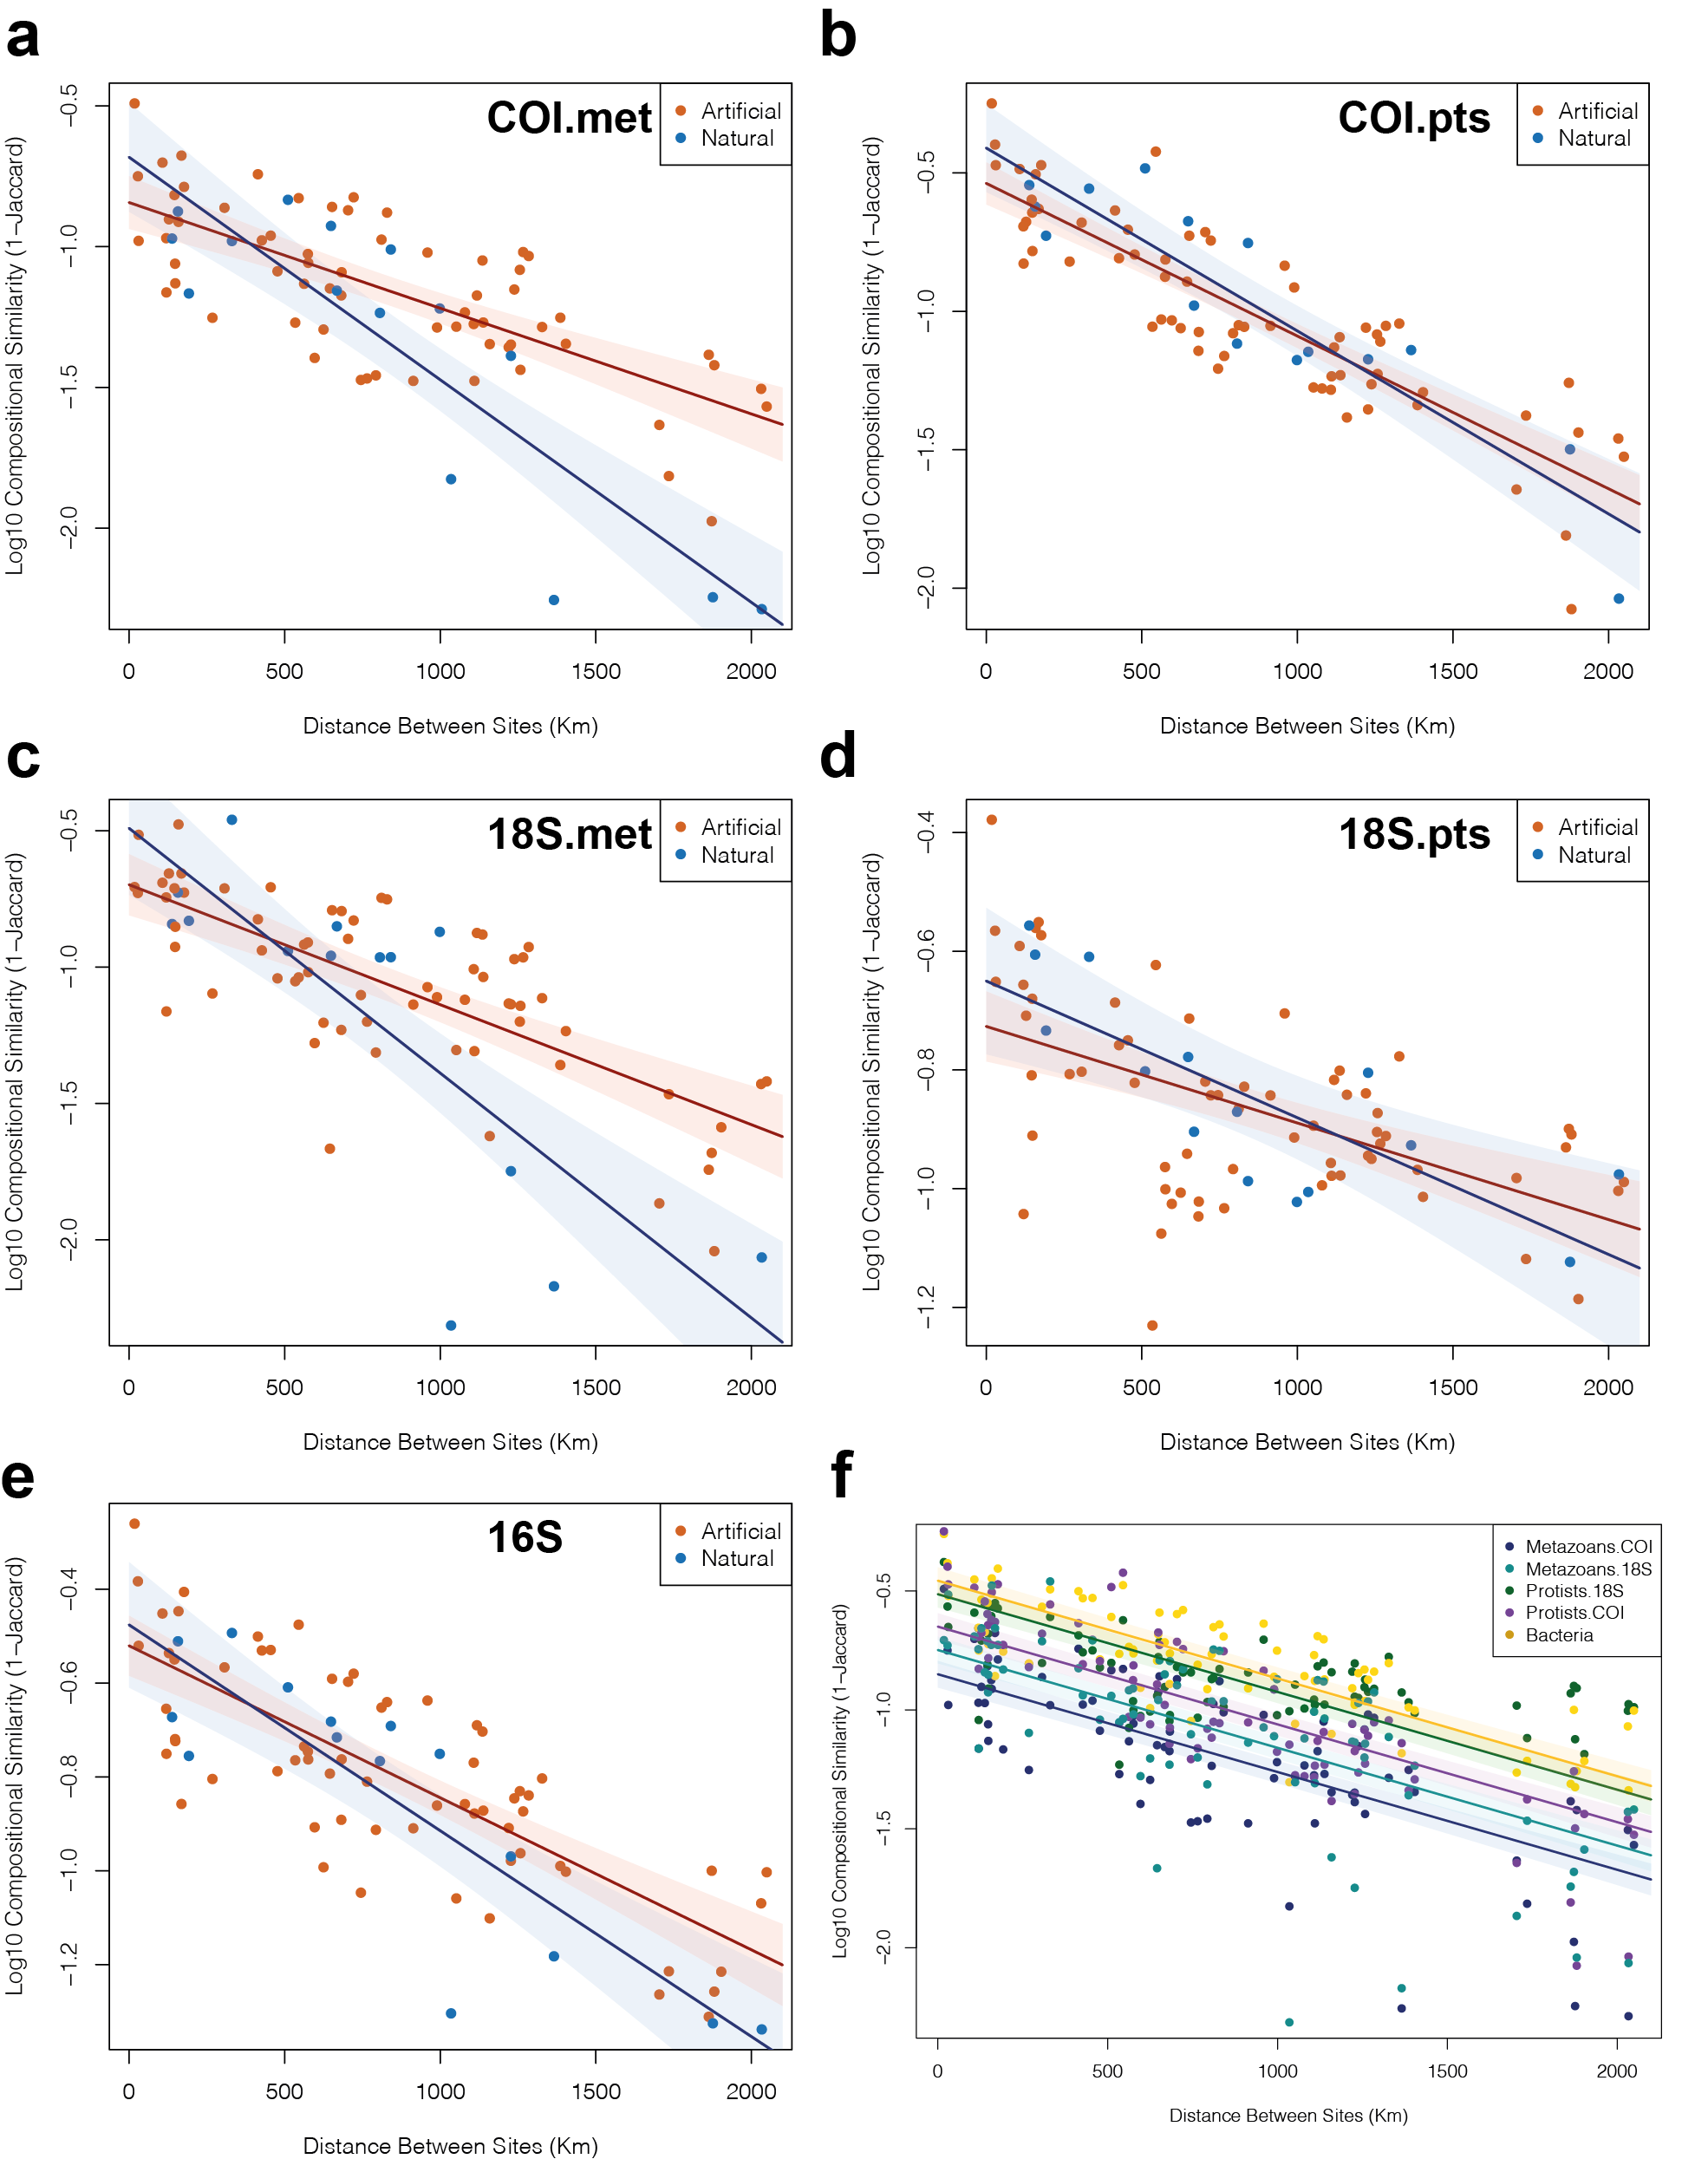 a
COI.met
Artificial
Natural
Log10 Compositional Similarity (1−Jaccard)
−0.5
−1.0
−1.5
−2.0
0 500 1000 1500 2000
Distance Between Sites (Km)
b
COI.pts
Artificial
Natural
Log10 Compositional Similarity (1−Jaccard)
−0.5
−1.0
−1.5
−2.0
0 500 1000 1500 2000
Distance Between Sites (Km)
c
18S.met
Artificial
Natural
Log10 Compositional Similarity (1−Jaccard)
−0.5
−1.0
−1.5
−2.0
0 500 1000 1500 2000
Distance Between Sites (Km)
d
18S.pts
Artificial
Natural
Log10 Compositional Similarity (1−Jaccard)
−0.4
−0.6
−0.8
−1.0
−1.2
0 500 1000 1500 2000
Distance Between Sites (Km)
e
16S
Artificial
Natural
Log10 Compositional Similarity (1−Jaccard)
−0.4
−0.6
−0.8
−1.0
−1.2
0 500 1000 1500 2000
Distance Between Sites (Km)
f
Metazoans.COI
Metazoans.18S
Protists.18S
Protists.COI
Bacteria
Log10 Compositional Similarity (1−Jaccard)
−0.5
−1.0
−1.5
−2.0
0 500 1000 1500 2000
Distance Between Sites (Km)